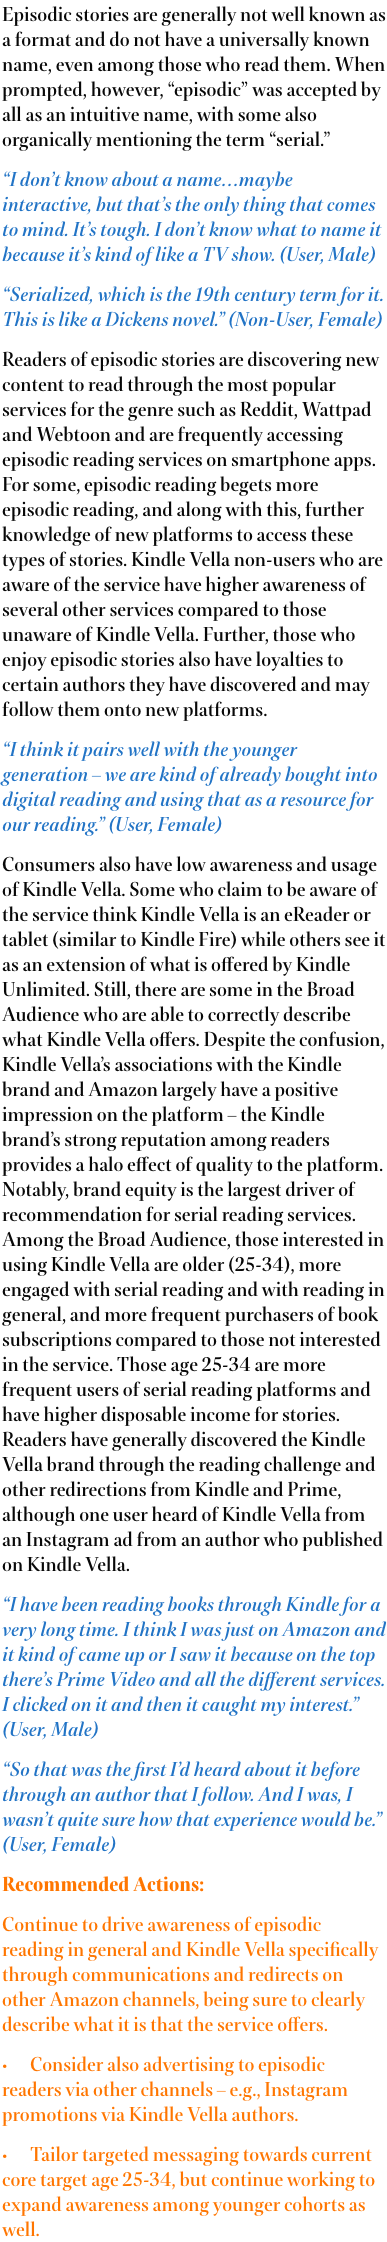 Episodic stories are generally not well known as
a format and do not have a universally known
name, even among those who read them. When
prompted, however, “episodic” was accepted by
all as an intuitive name, with some also
organically mentioning the term “serial.”
“I don’t know about a name…maybe
interactive, but that’s the only thing that comes
to mind. It’s tough. I don’t know what to name it
because it’s kind of like a TV show. (User, Male)
“Serialized, which is the 19th century term for it.
This is like a Dickens novel.” (Non-User, Female)
Readers of episodic stories are discovering new
content to read through the most popular
services for the genre such as Reddit, Wattpad
and Webtoon and are frequently accessing
episodic reading services on smartphone apps.
For some, episodic reading begets more
episodic reading, and along with this, further
knowledge of new platforms to access these
types of stories. Kindle Vella non-users who are
aware of the service have higher awareness of
several other services compared to those
unaware of Kindle Vella. Further, those who
enjoy episodic stories also have loyalties to
certain authors they have discovered and may
follow them onto new platforms.
“I think it pairs well with the younger
generation – we are kind of already bought into
digital reading and using that as a resource for
our reading.” (User, Female)
Consumers also have low awareness and usage
of Kindle Vella. Some who claim to be aware of
the service think Kindle Vella is an eReader or
tablet (similar to Kindle Fire) while others see it
as an extension of what is offered by Kindle
Unlimited. Still, there are some in the Broad
Audience who are able to correctly describe
what Kindle Vella offers. Despite the confusion,
Kindle Vella’s associations with the Kindle
brand and Amazon largely have a positive
impression on the platform – the Kindle
brand’s strong reputation among readers
provides a halo effect of quality to the platform.
Notably, brand equity is the largest driver of
recommendation for serial reading services.
Among the Broad Audience, those interested in
using Kindle Vella are older (25-34), more
engaged with serial reading and with reading in
general, and more frequent purchasers of book
subscriptions compared to those not interested
in the service. Those age 25-34 are more
frequent users of serial reading platforms and
have higher disposable income for stories.
Readers have generally discovered the Kindle
Vella brand through the reading challenge and
other redirections from Kindle and Prime,
although one user heard of Kindle Vella from
an Instagram ad from an author who published
on Kindle Vella.
“I have been reading books through Kindle for a
very long time. I think I was just on Amazon and
it kind of came up or I saw it because on the top
there’s Prime Video and all the different services.
I clicked on it and then it caught my interest.”
(User, Male)
“So that was the first I’d heard about it before
through an author that I follow. And I was, I
wasn’t quite sure how that experience would be.”
(User, Female)
Recommended Actions:
Continue to drive awareness of episodic
reading in general and Kindle Vella specifically
through communications and redirects on
other Amazon channels, being sure to clearly
describe what it is that the service offers.
• Consider also advertising to episodic
readers via other channels – e.g., Instagram
promotions via Kindle Vella authors.
• Tailor targeted messaging towards current
core target age 25-34, but continue working to
expand awareness among younger cohorts as
well.